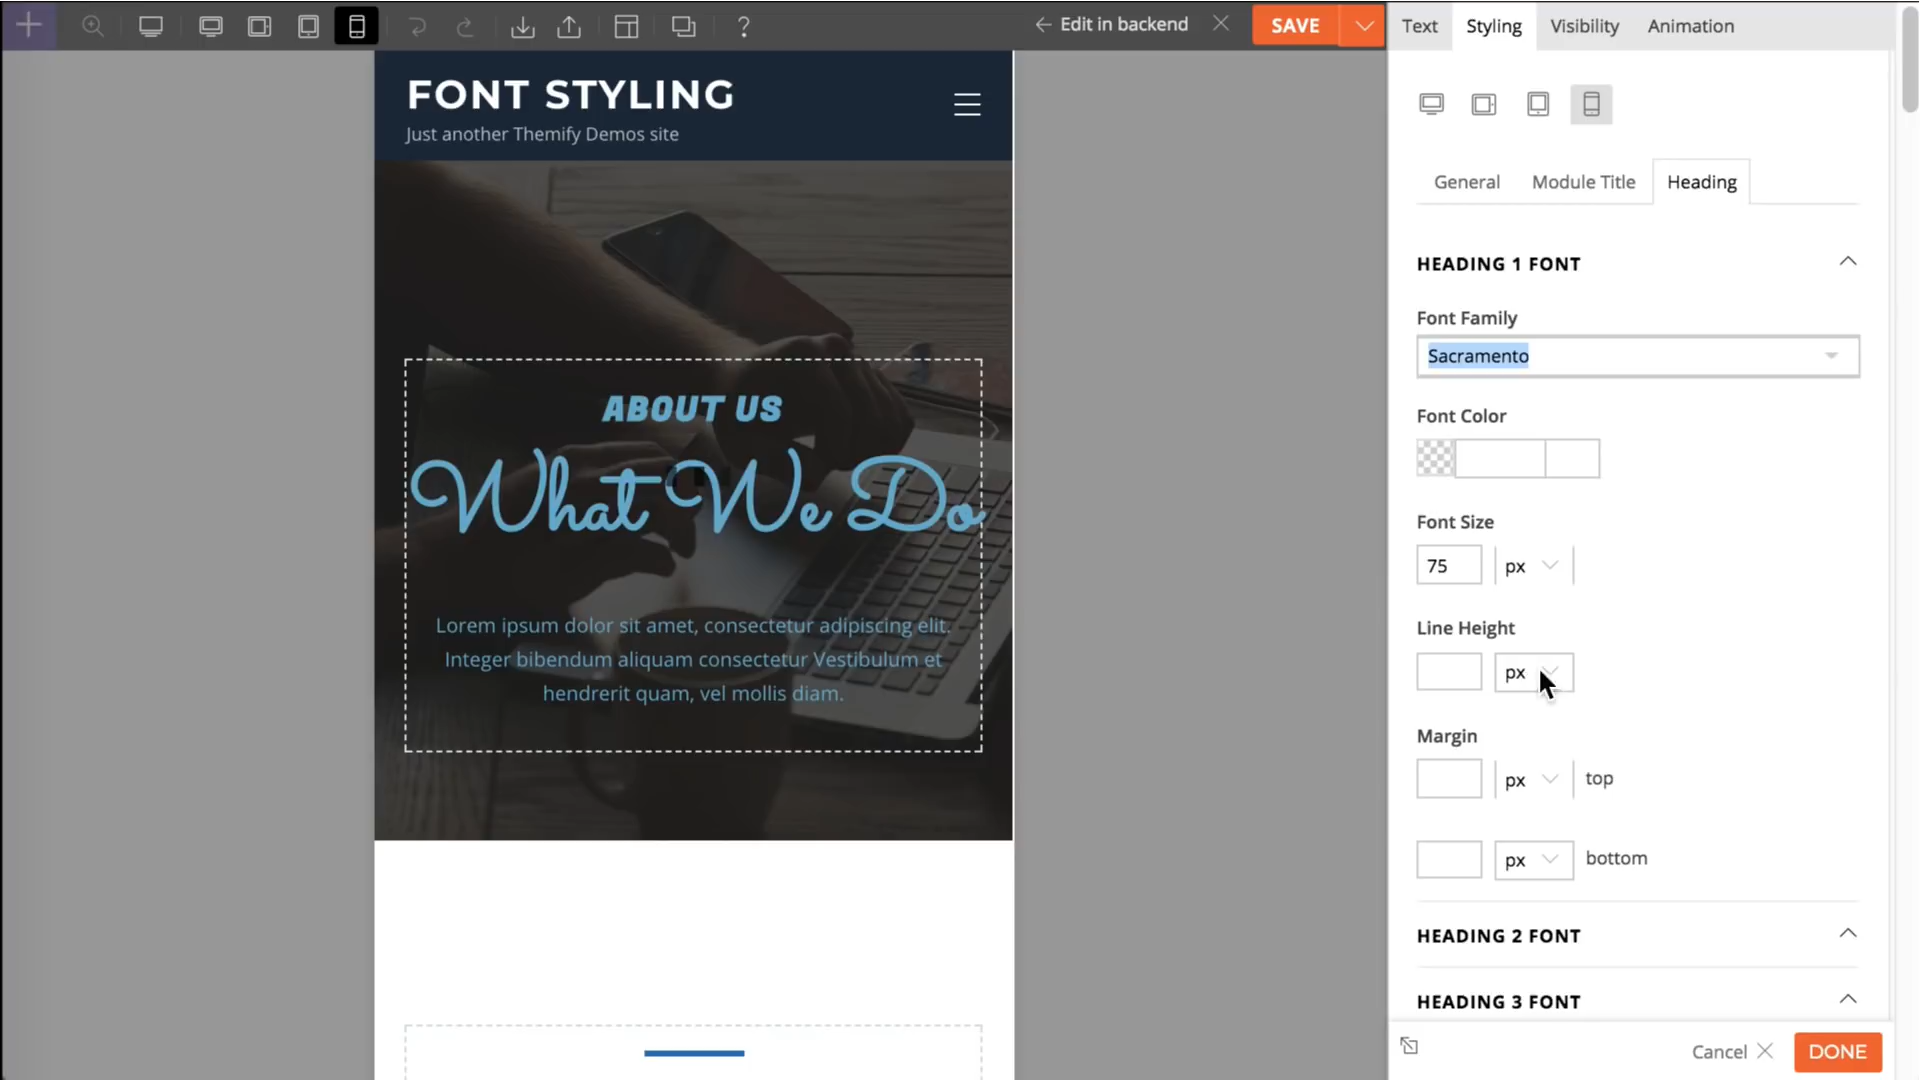 Edit in backend
SAVE
Text
Styling
Visibility
Animation
FONT STYLING
Just another Themify Demos site
ABOUT US
What We Do
Lorem ipsum dolor sit amet, consectetur adipiscing elit.
Integer bibendum aliquam consectetur Vestibulum et
hendrerit quam, vel mollis diam.
General
Module Title
Heading
HEADING 1 FONT
Font Family
Sacramento
Font Color
Font Size
75 px
Line Height
px
Margin
px top
px bottom
HEADING 2 FONT
HEADING 3 FONT
Cancel
DONE